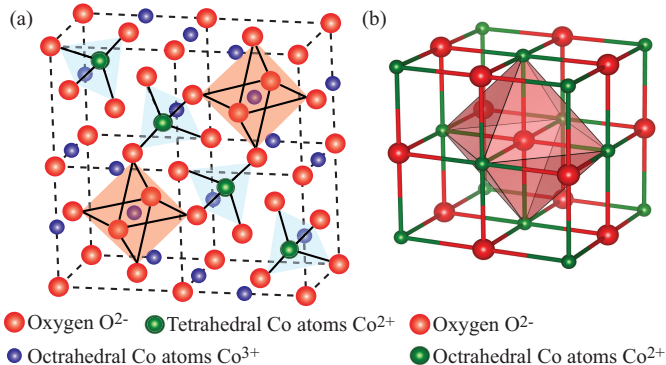 (a) (b)
Oxygen O²⁻ Tetrahedral Co atoms Co²⁺ Oxygen O²⁻
Octrahedral Co atoms Co³⁺ Octrahedral Co atoms Co²⁺